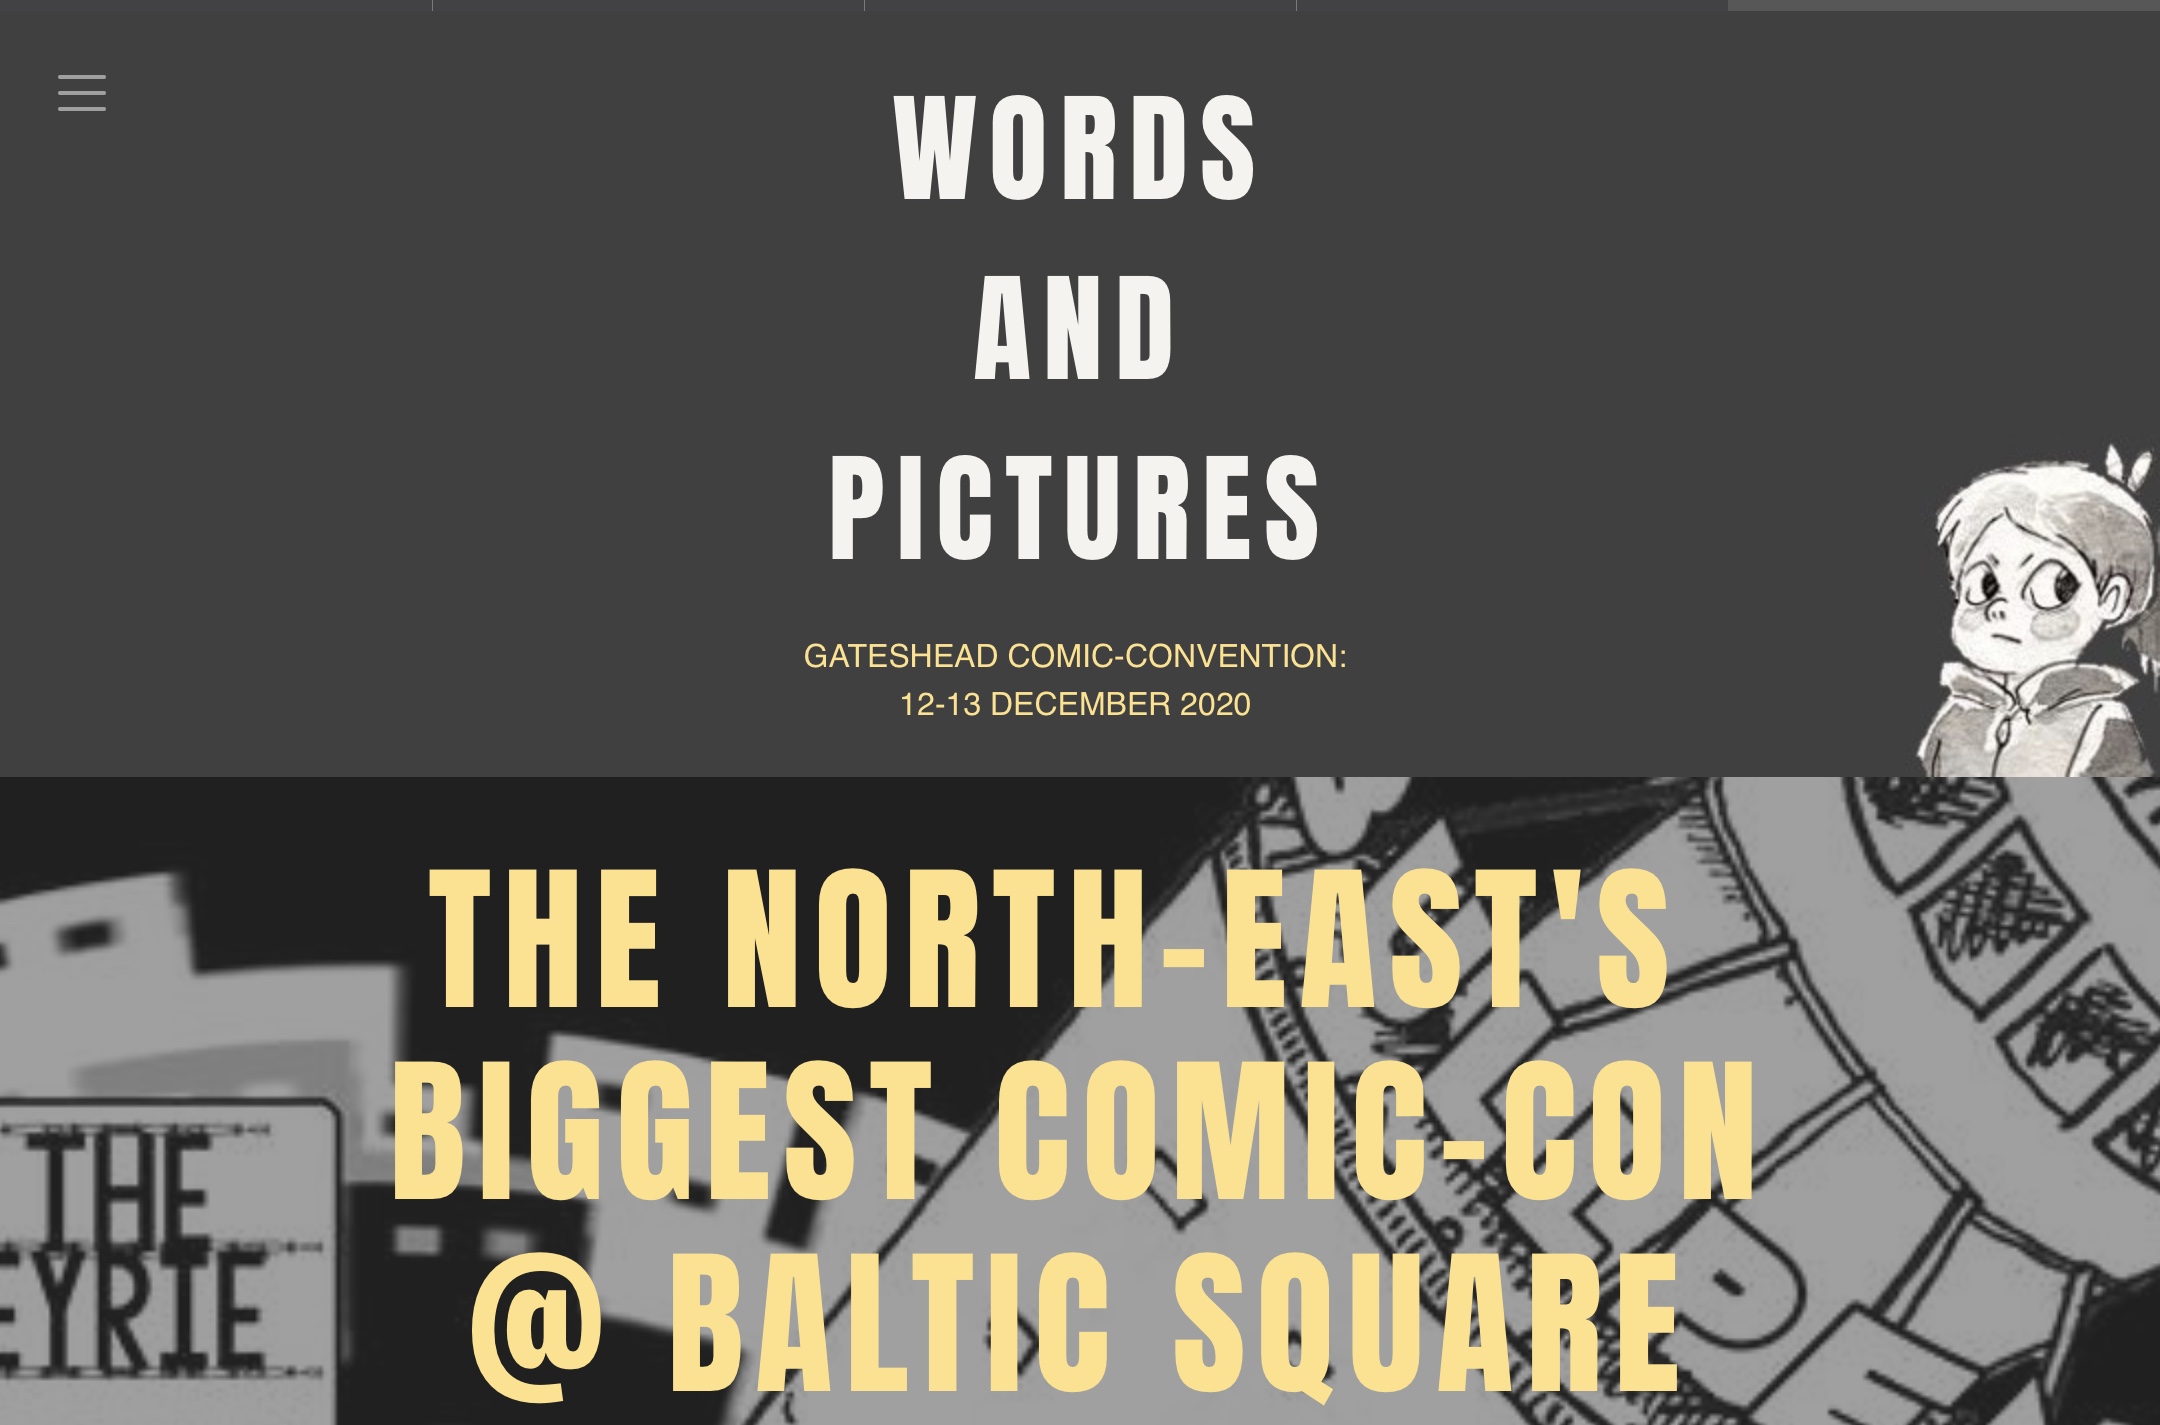 WORDS
AND
PICTURES
GATESHEAD COMIC-CONVENTION:
12-13 DECEMBER 2020
THE NORTH-EAST'S
BIGGEST COMIC-CON
@ BALTIC SQUARE
THE
EYRIE